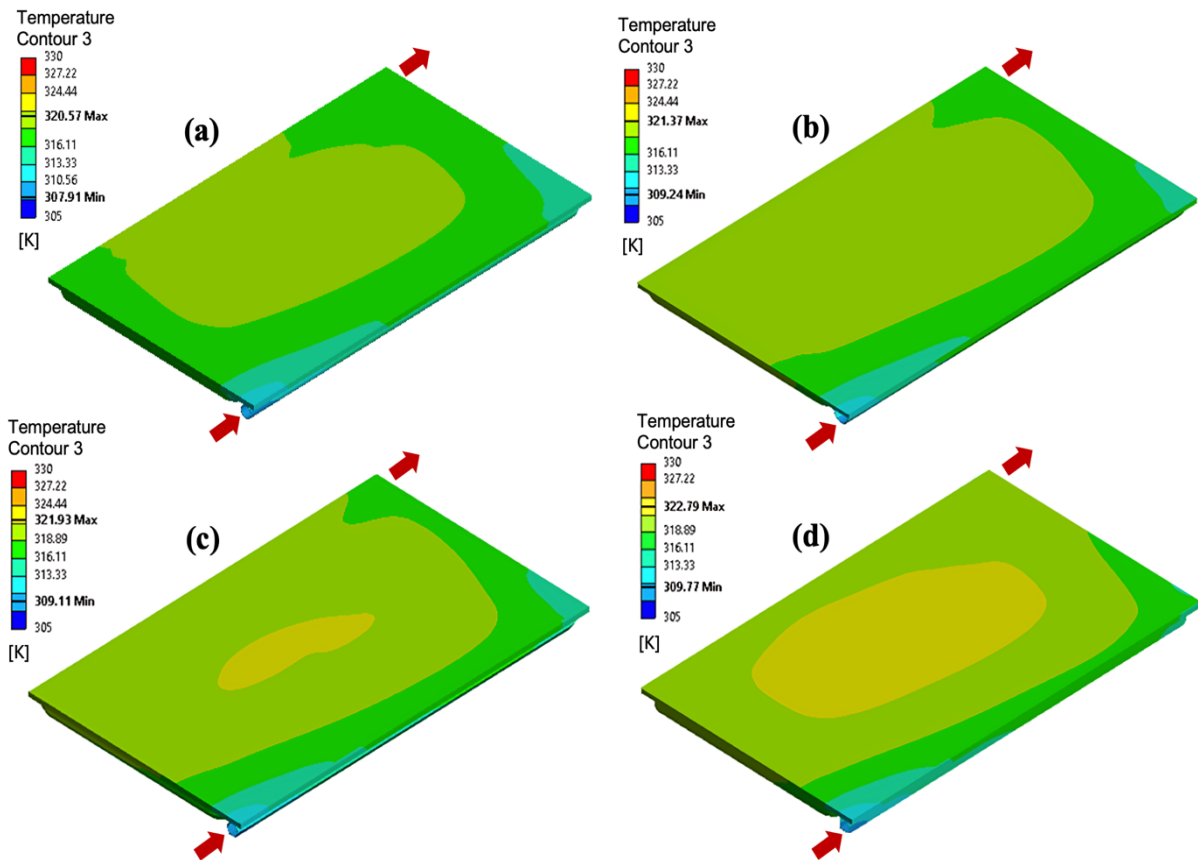 Temperature
Contour 3
330
327.22
324.44
320.57 Max
316.11
313.33
310.56
307.91 Min
305
[K]
(a)
Temperature
Contour 3
330
327.22
324.44
321.37 Max
316.11
313.33
309.24 Min
305
[K]
(b)
Temperature
Contour 3
330
327.22
324.44
321.93 Max
318.89
316.11
313.33
309.11 Min
305
[K]
(c)
Temperature
Contour 3
330
327.22
322.79 Max
318.89
316.11
313.33
309.77 Min
305
[K]
(d)